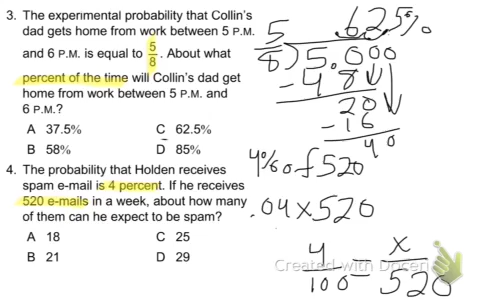 3. The experimental probability that Collin's
dad gets home from work between 5 P.M.
and 6 P.M. is equal to 5/8. About what
percent of the time will Collin's dad get
home from work between 5 P.M. and
6 P.M.?
A 37.5% C 62.5%
B 58% D 85%
4. The probability that Holden receives
spam e-mail is 4 percent. If he receives
520 e-mails in a week, about how many
of them can he expect to be spam?
A 18 C 25
B 21 D 29
5 62.5%
8)5.000
-48
20
-16
40
4% of 520
.04×520
4/100 = x/520
Created with Doceri